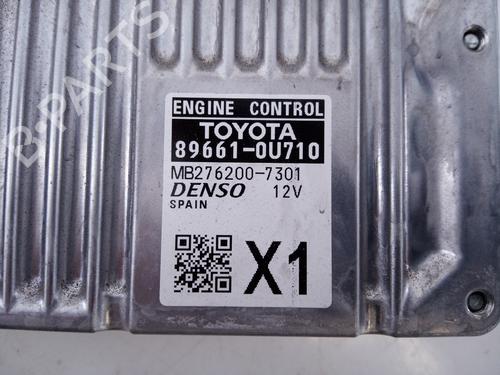 B-PARTS
ENGINE CONTROL
TOYOTA
89661-0U710
MB276200-7301
DENSO 12V
SPAIN
X1